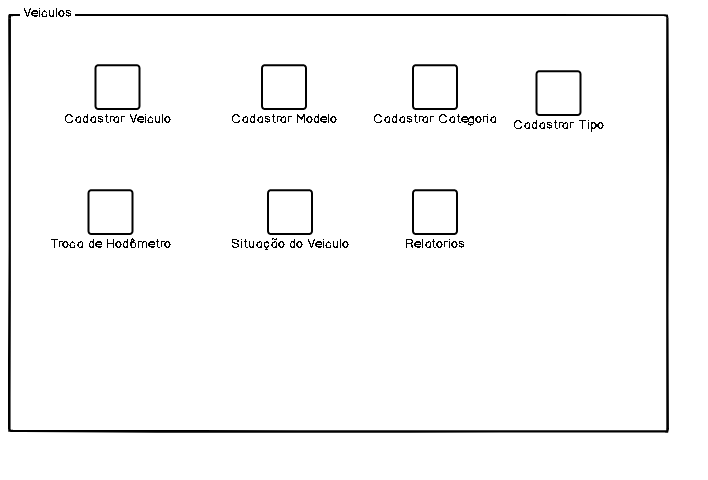 Veiculos
Cadastrar Veiculo
Cadastrar Modelo
Cadastrar Categoria
Cadastrar Tipo
Troca de Hodômetro
Situação do Veiculo
Relatorios